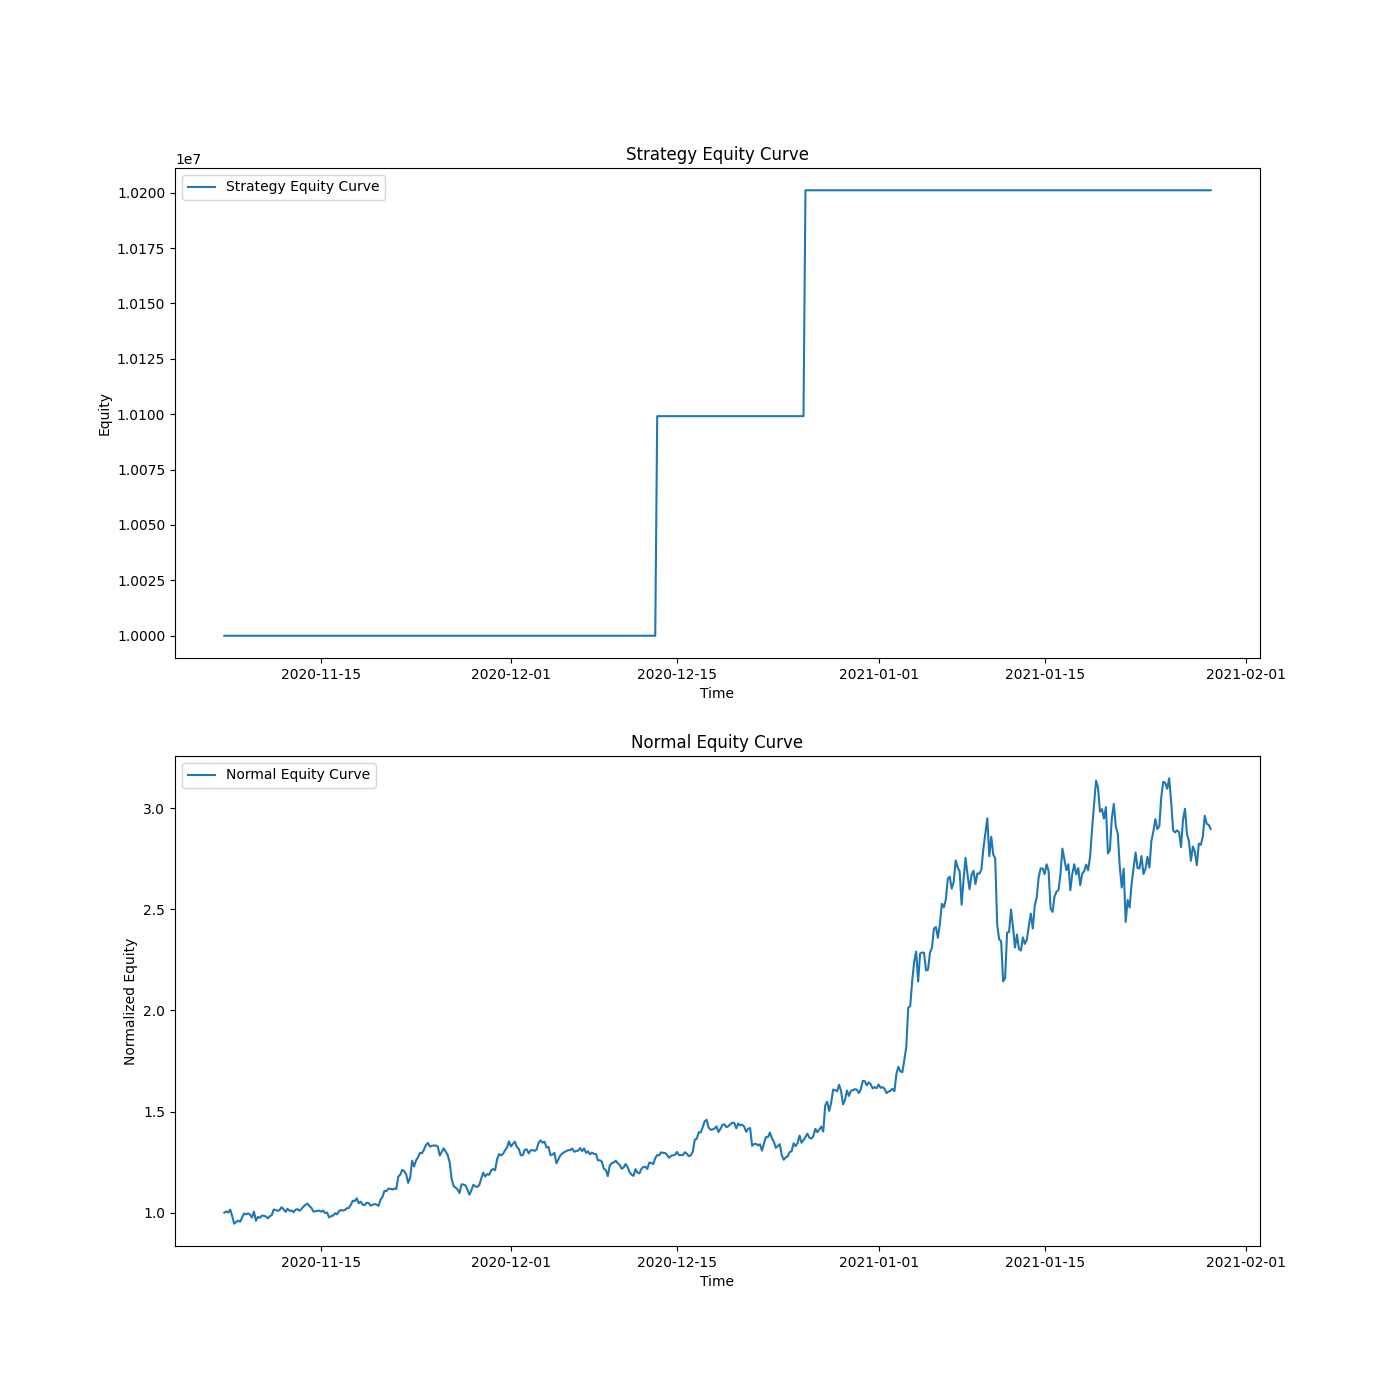 Strategy Equity Curve
1e7
Strategy Equity Curve
1.0200
1.0175
1.0150
1.0125
1.0100
1.0075
1.0050
1.0025
1.0000
Equity
2020-11-15 2020-12-01 2020-12-15 2021-01-01 2021-01-15 2021-02-01
Time
Normal Equity Curve
Normal Equity Curve
3.0
2.5
2.0
1.5
1.0
Normalized Equity
2020-11-15 2020-12-01 2020-12-15 2021-01-01 2021-01-15 2021-02-01
Time